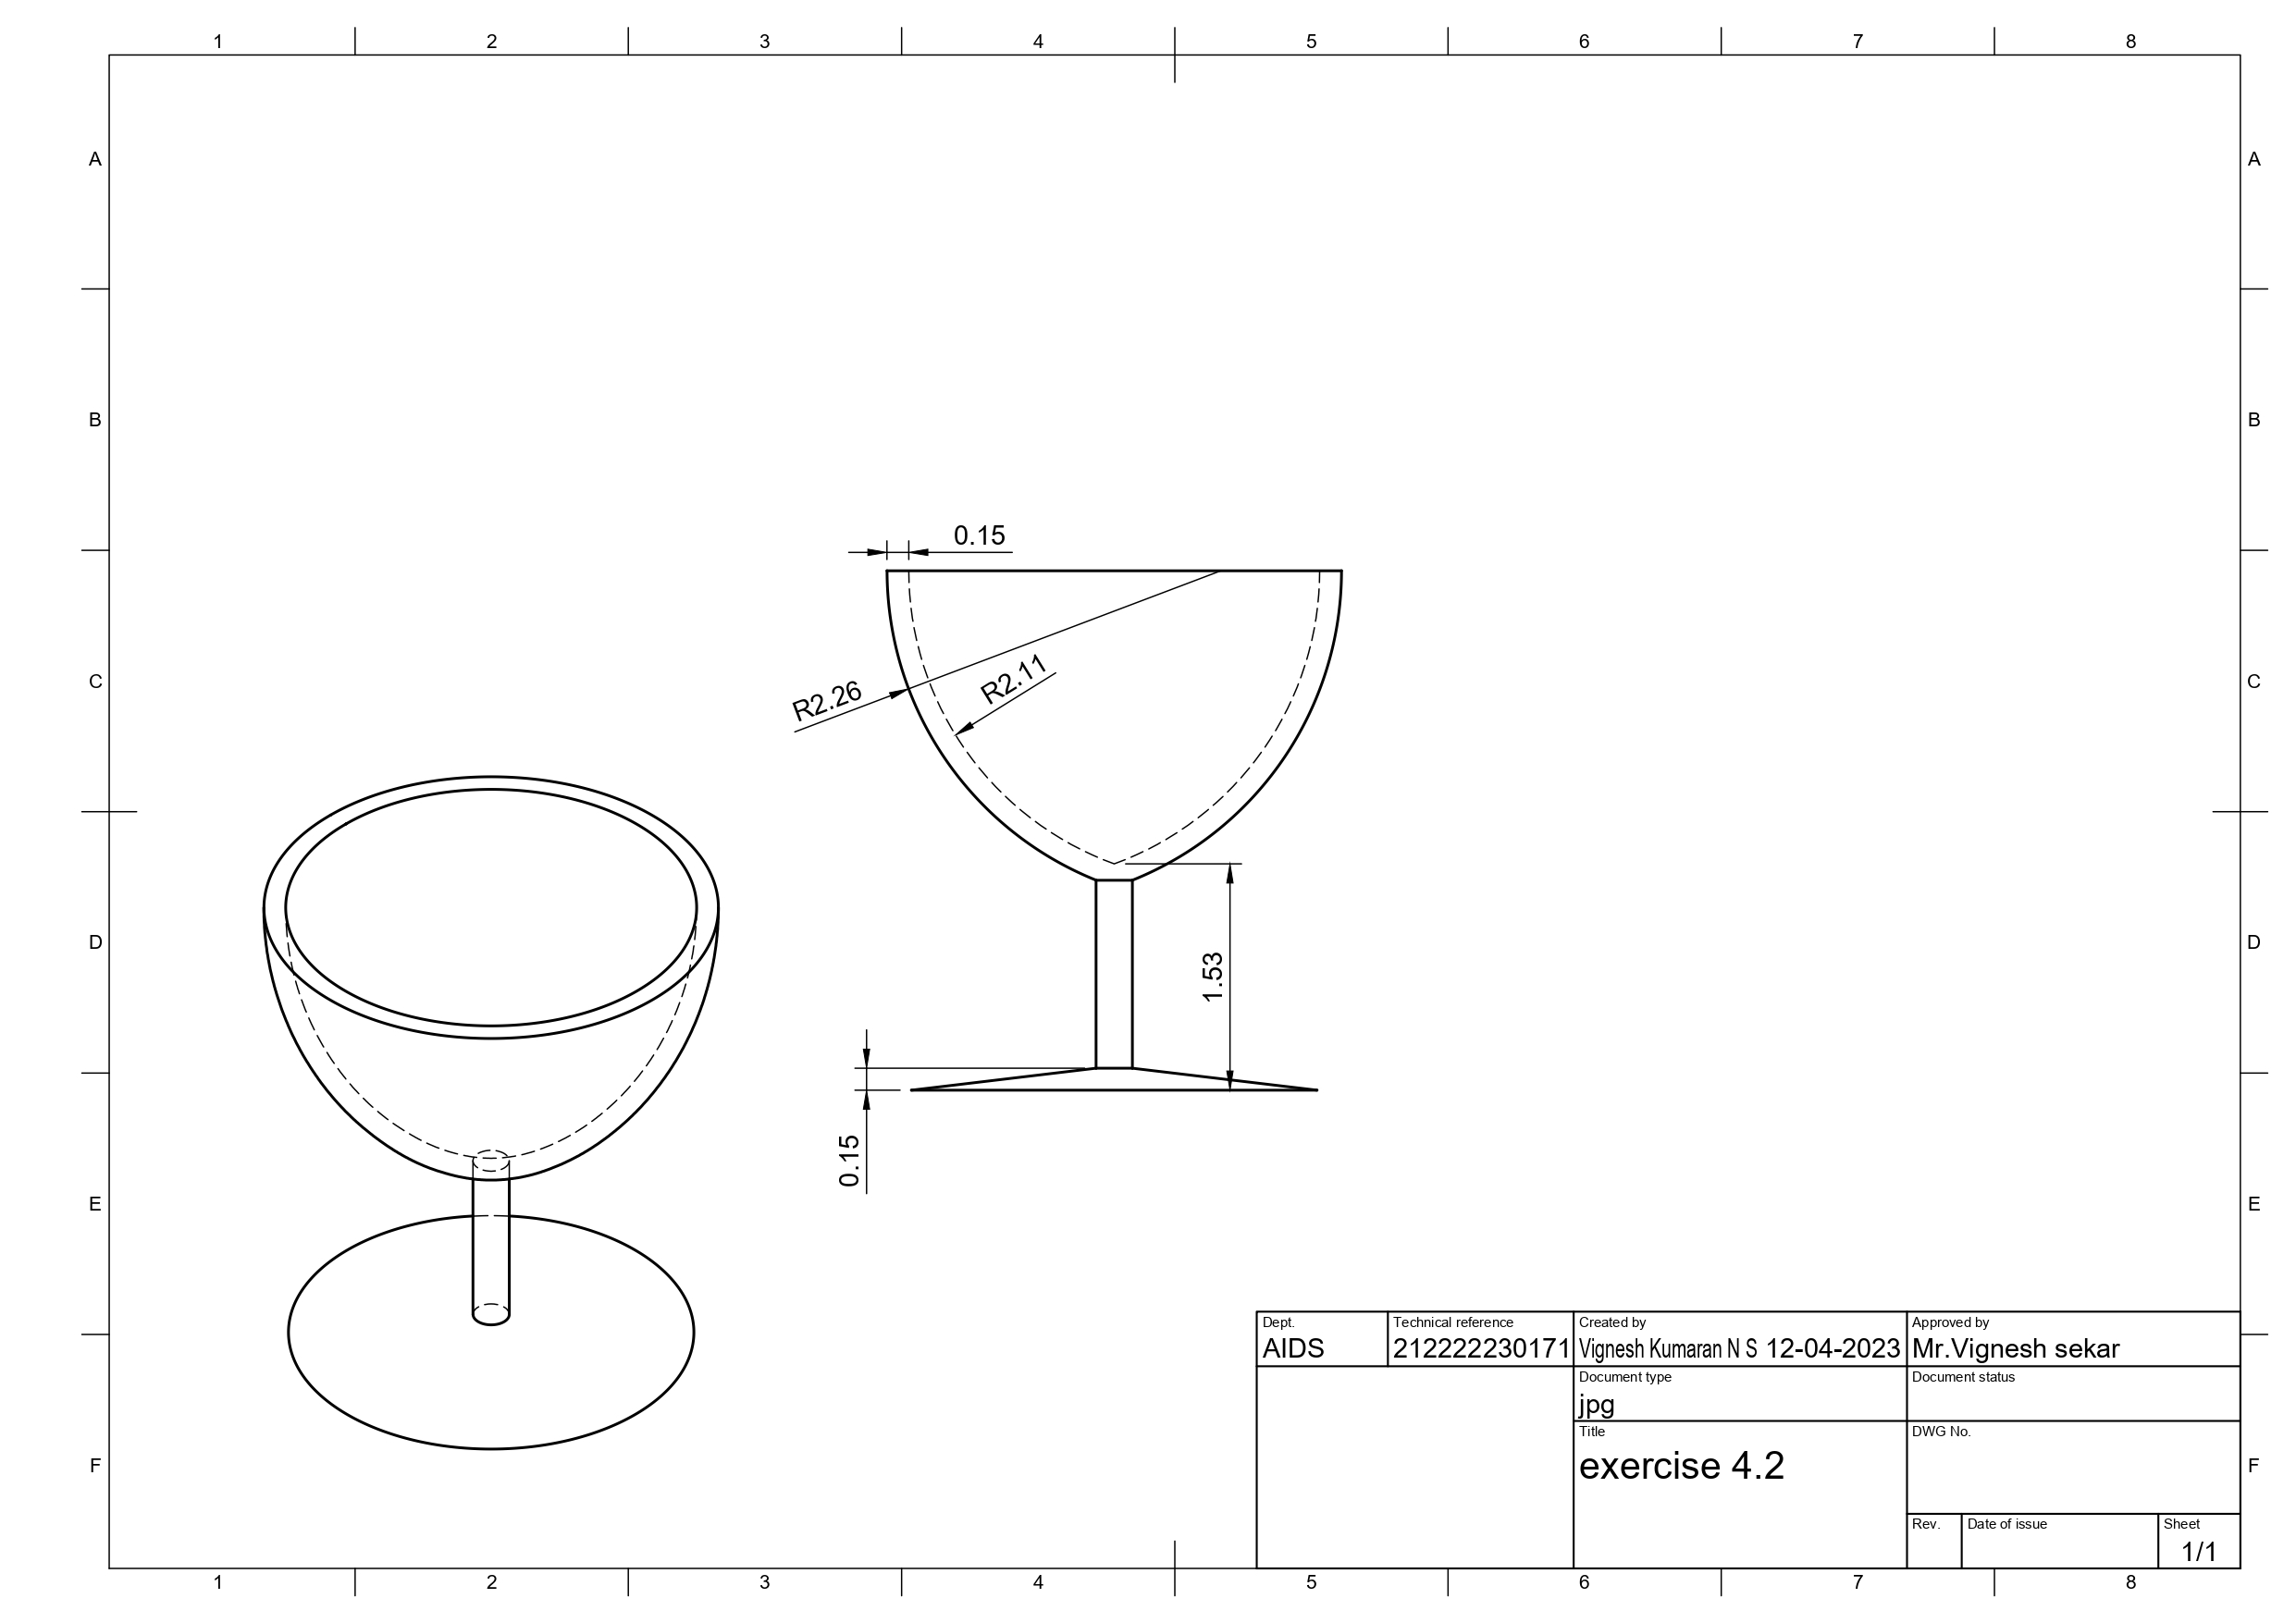 1 2 3 4 5 6 7 8
A A
B B
0.15
C C
R2.26 R2.11
D D
1.53
0.15
E E
Dept. Technical reference Created by Approved by
AIDS 212222230171 Vignesh Kumaran N S 12-04-2023 Mr.Vignesh sekar
Document type Document status
jpg
Title DWG No.
exercise 4.2
F F
Rev. Date of issue Sheet
1/1
1 2 3 4 5 6 7 8